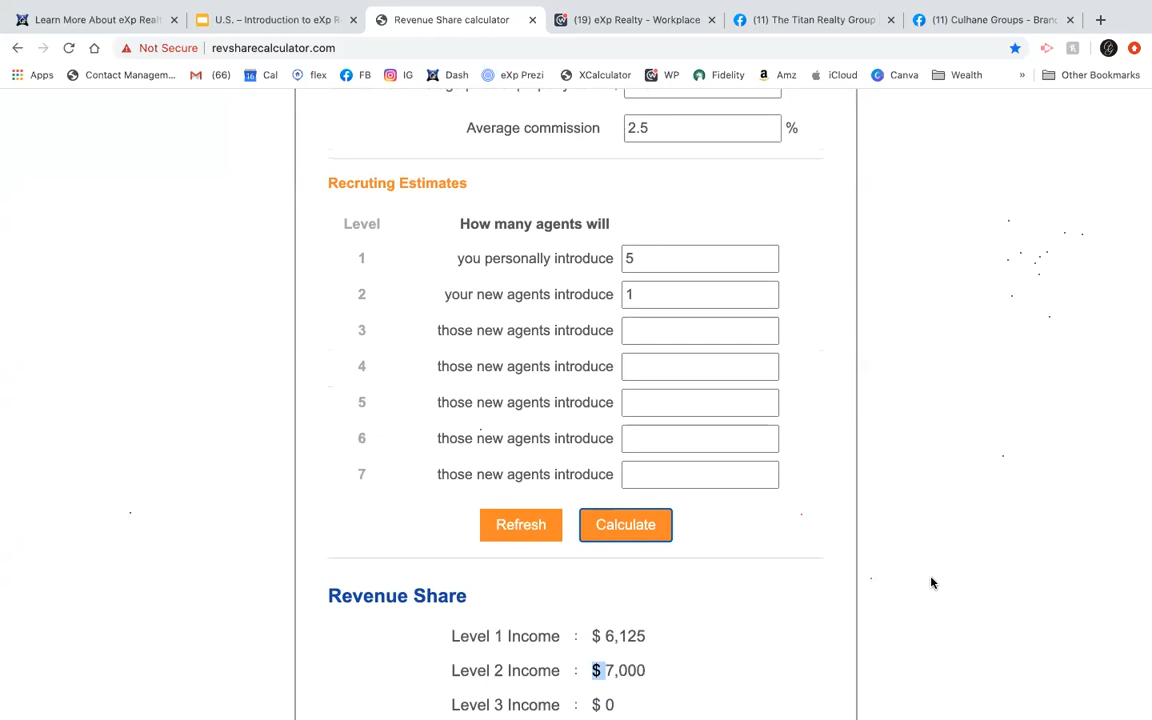 Learn More About eXp Realt
U.S. – Introduction to eXp R
Revenue Share calculator
(19) eXp Realty - Workplace
(11) The Titan Realty Group
(11) Culhane Groups - Branc
Not Secure | revsharecalculator.com
Apps
Contact Managem...
(66)
Cal
flex
FB
IG
Dash
eXp Prezi
XCalculator
WP
Fidelity
Amz
iCloud
Canva
Wealth
»
Other Bookmarks
Average commission 2.5 %
Recruting Estimates
Level How many agents will
1 you personally introduce 5
2 your new agents introduce 1
3 those new agents introduce
4 those new agents introduce
5 those new agents introduce
6 those new agents introduce
7 those new agents introduce
Refresh Calculate
Revenue Share
Level 1 Income : $ 6,125
Level 2 Income : $ 7,000
Level 3 Income : $ 0